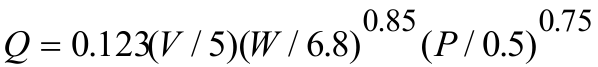 Q = 0.123(V / 5)(W / 6.8)^0.85 (P / 0.5)^0.75